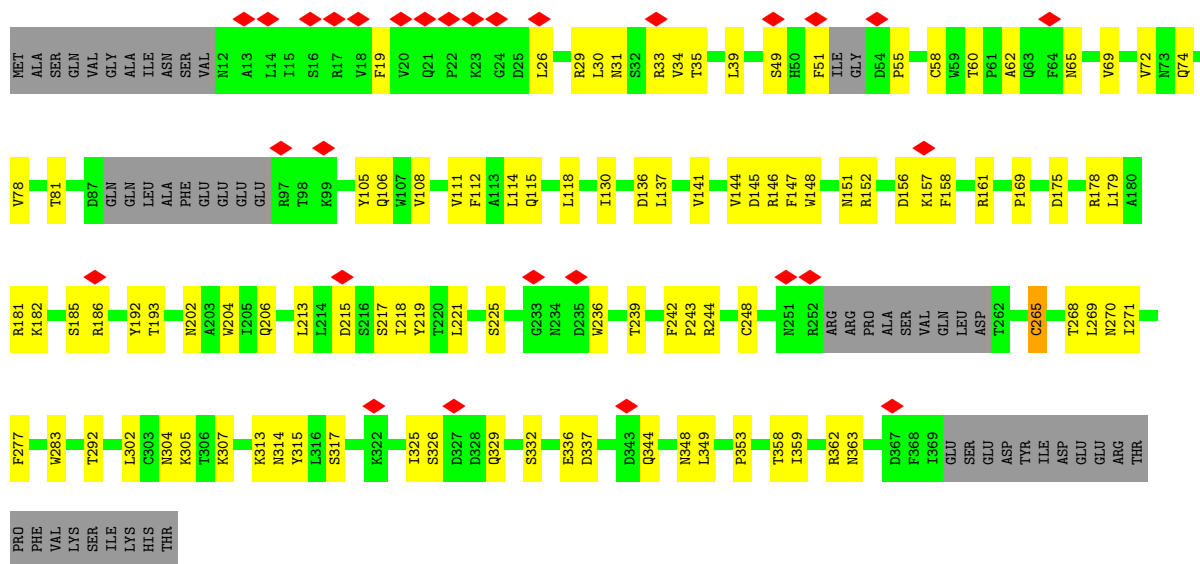 MET ALA SER GLN VAL GLY ALA ILE ASN SER VAL N12 A13 L14 I15 S16 R17 V18 F19 V20 Q21 P22 K23 G24 D25 L26 R29 L30 N31 S32 R33 V34 T35 L39 S49 H50 F51 ILE GLY D54 P55 C58 W59 T60 P61 A62 Q63 F64 N65 V69 V72 N73 Q74
V78 T81 D87 GLN GLN LEU ALA PHE GLU GLU GLU GLU R97 T98 K99 Y105 Q106 W107 V108 V111 F112 A113 L114 Q115 L118 I130 D136 L137 V141 V144 D145 R146 F147 W148 N151 R152 D156 K157 F158 R161 P169 D175 R178 L179 A180
R181 K182 S185 R186 Y192 T193 N202 A203 W204 I205 Q206 L213 L214 D215 S216 S217 I218 Y219 T220 L221 S225 G233 N234 D235 W236 T239 F242 P243 R244 C248 N251 R252 ARG ARG PRO ALA SER VAL GLN LEU ASP T262 C265 T268 L269 N270 I271
F277 W283 T292 L302 C303 N304 K305 T306 K307 K313 N314 Y315 L316 S317 K322 I325 S326 D327 D328 Q329 S332 E336 D337 D343 Q344 N348 L349 P353 T358 I359 R362 N363 D367 F368 I369 GLU SER GLU ASP TYR ILE ASP GLU GLU ARG THR
PRO PHE VAL LYS SER ILE LYS HIS THR